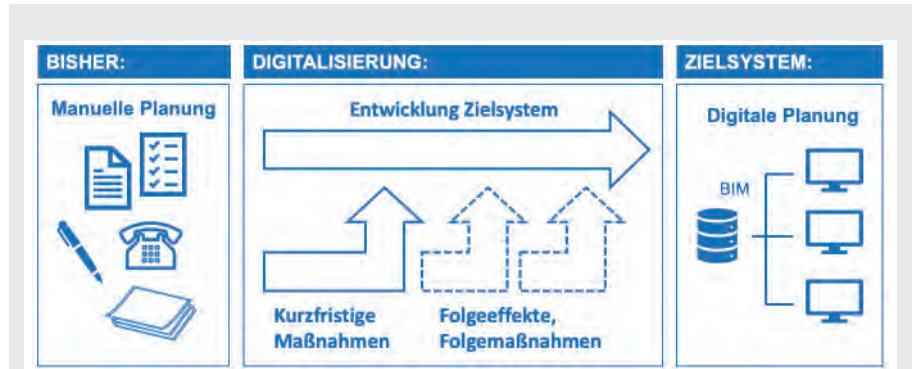 BISHER:
Manuelle Planung
DIGITALISIERUNG:
Entwicklung Zielsystem
Kurzfristige
Maßnahmen
Folgeeffekte,
Folgemaßnahmen
ZIELSYSTEM:
Digitale Planung
BIM